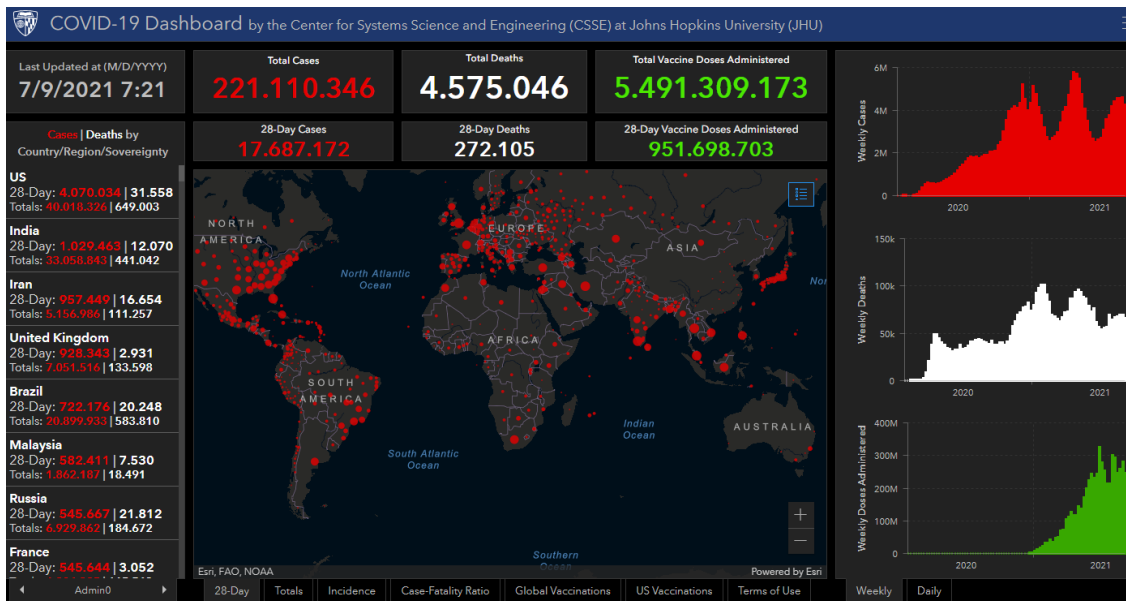 COVID-19 Dashboard by the Center for Systems Science and Engineering (CSSE) at Johns Hopkins University (JHU)
Last Updated at (M/D/YYYY)
7/9/2021 7:21
Cases | Deaths by
Country/Region/Sovereignty
US
28-Day: 4.070.034 | 31.558
Totals: 40.018.326 | 649.003
India
28-Day: 1.029.463 | 12.070
Totals: 33.058.843 | 441.042
Iran
28-Day: 957.449 | 16.654
Totals: 5.156.986 | 111.257
United Kingdom
28-Day: 928.343 | 2.931
Totals: 7.051.516 | 133.598
Brazil
28-Day: 722.176 | 20.248
Totals: 20.899.933 | 583.810
Malaysia
28-Day: 582.411 | 7.530
Totals: 1.862.187 | 18.491
Russia
28-Day: 545.667 | 21.812
Totals: 6.929.862 | 184.672
France
28-Day: 545.644 | 3.052
Admin0
Total Cases
221.110.346
Total Deaths
4.575.046
Total Vaccine Doses Administered
5.491.309.173
28-Day Cases
17.687.172
28-Day Deaths
272.105
28-Day Vaccine Doses Administered
951.698.703
NORTH
AMERICA
EUROPE
ASIA
North Atlantic
Ocean
Nor
AFRICA
SOUTH
AMERICA
Indian
Ocean
AUSTRALIA
South Atlantic
Ocean
Southern
Ocean
+
−
Esri, FAO, NOAA
Powered by Esri
28-Day
Totals
Incidence
Case-Fatality Ratio
Global Vaccinations
US Vaccinations
Terms of Use
Weekly Cases
6M
4M
2M
0
2020
2021
Weekly Deaths
150k
100k
50k
0
2020
2021
Weekly Doses Administered
400M
300M
200M
100M
0
2020
2021
Weekly
Daily